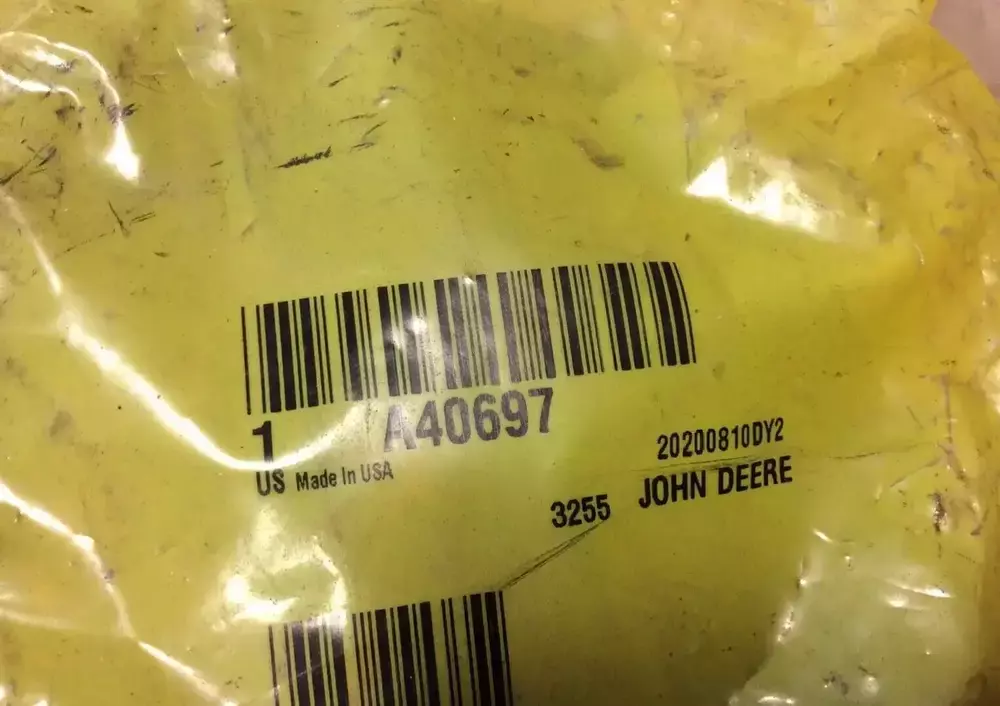 1 A40697
US Made In USA
20200810DY2
3255 JOHN DEERE